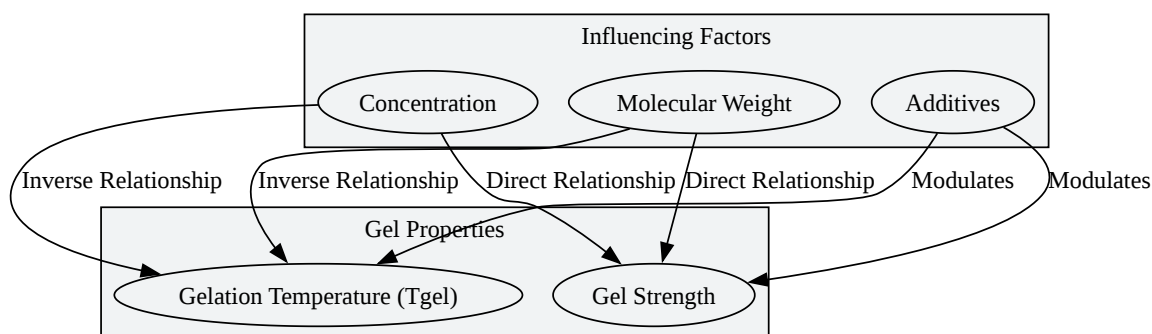 Influencing Factors
Concentration
Molecular Weight
Additives
Inverse Relationship
Inverse Relationship
Direct Relationship
Direct Relationship
Modulates
Modulates
Gel Properties
Gelation Temperature (Tgel)
Gel Strength